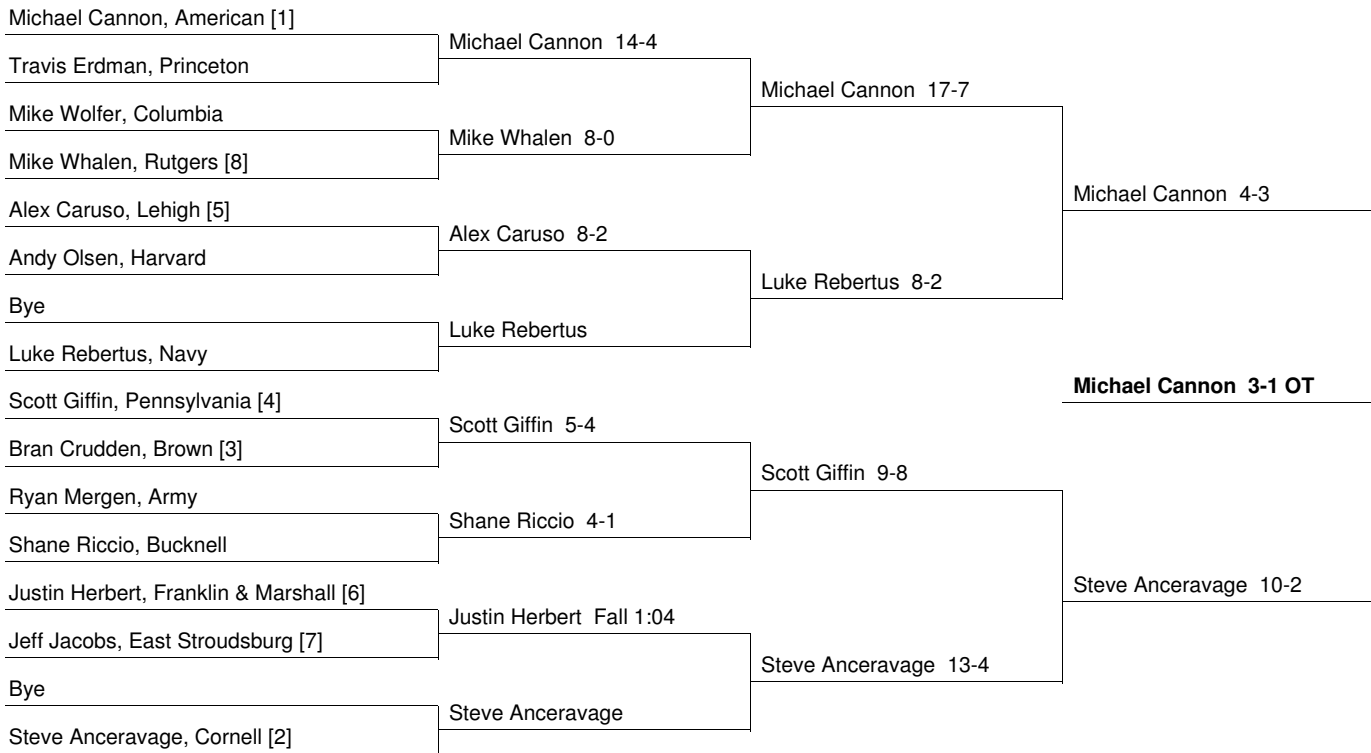 Michael Cannon, American [1]
Michael Cannon 14-4
Travis Erdman, Princeton
Michael Cannon 17-7
Mike Wolfer, Columbia
Mike Whalen 8-0
Mike Whalen, Rutgers [8]
Michael Cannon 4-3
Alex Caruso, Lehigh [5]
Alex Caruso 8-2
Andy Olsen, Harvard
Luke Rebertus 8-2
Bye
Luke Rebertus
Luke Rebertus, Navy
Michael Cannon 3-1 OT
Scott Giffin, Pennsylvania [4]
Scott Giffin 5-4
Bran Crudden, Brown [3]
Scott Giffin 9-8
Ryan Mergen, Army
Shane Riccio 4-1
Shane Riccio, Bucknell
Steve Anceravage 10-2
Justin Herbert, Franklin & Marshall [6]
Justin Herbert Fall 1:04
Jeff Jacobs, East Stroudsburg [7]
Steve Anceravage 13-4
Bye
Steve Anceravage
Steve Anceravage, Cornell [2]